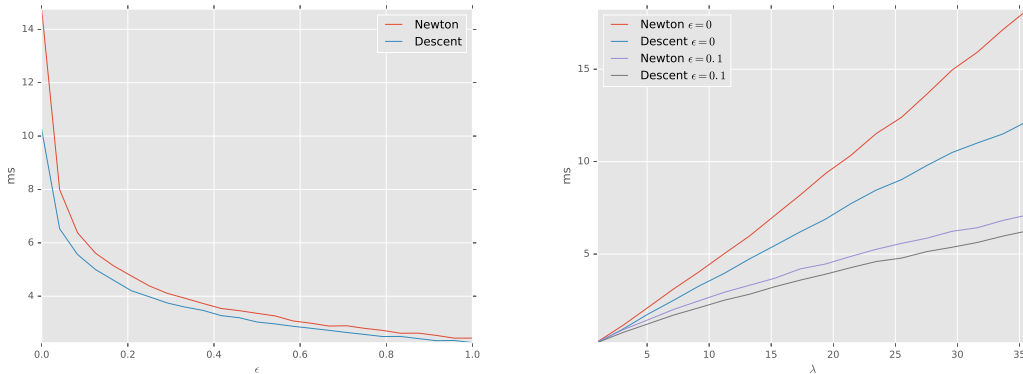 Newton
Descent
14
12
10
8
6
4
ms
0.0
0.2
0.4
0.6
0.8
1.0
ϵ
Newton ϵ = 0
Descent ϵ = 0
Newton ϵ = 0.1
Descent ϵ = 0.1
15
10
5
ms
5
10
15
20
25
30
35
λ